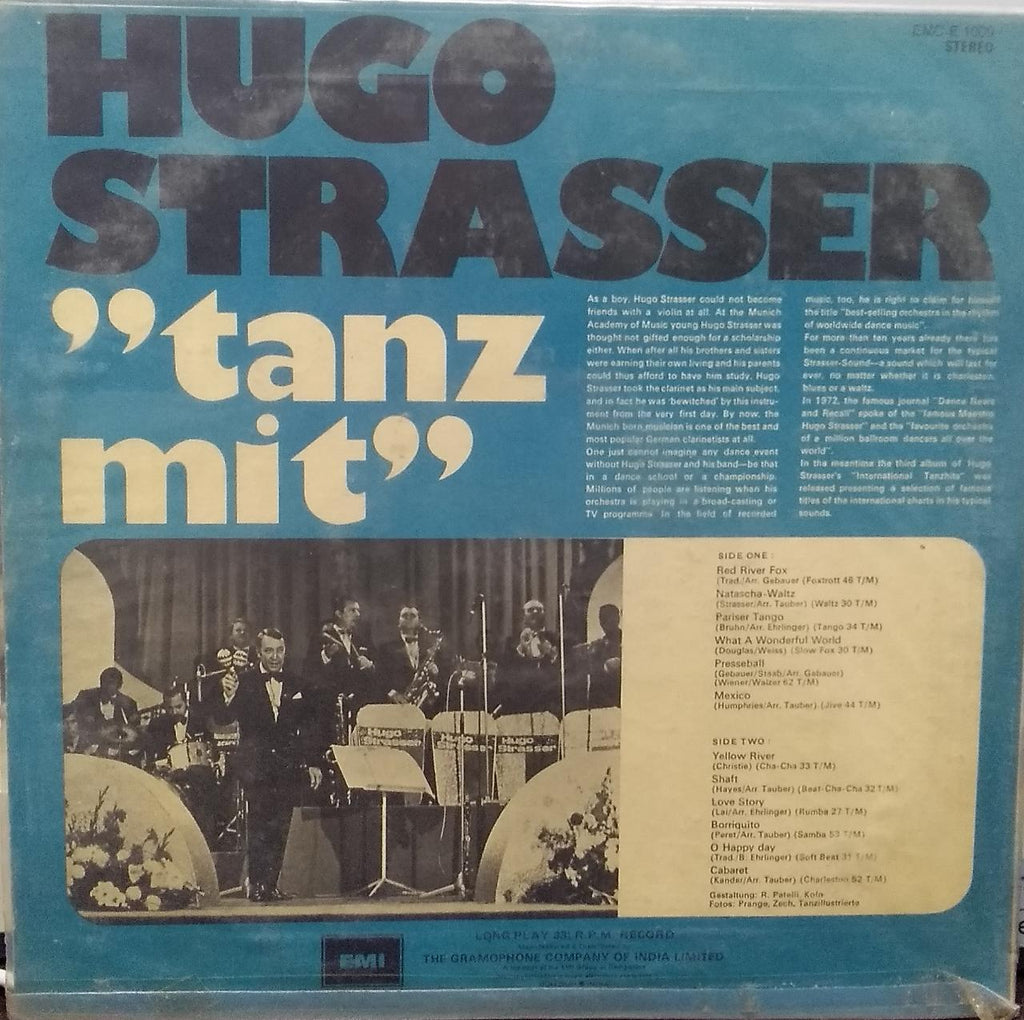 HUGO
EMC-E 1009
STEREO
STRASSER
”tanz
mit”
As a boy, Hugo Strasser could not become
friends with a violin at all. At the Munich
Academy of Music young Hugo Strasser was
thought not gifted enough for a scholarship
either. When after all his brothers and sisters
were earning their own living and his parents
could thus afford to have him study, Hugo
Strasser took the clarinet as his main subject,
and in fact he was ‘bewitched’ by this instru-
ment from the very first day. By now, the
Munich born musician is one of the best and
most popular German clarinetists at all.
One just cannot imagine any dance event
without Hugo Strasser and his band—be that
in a dance school or a championship.
Millions of people are listening when his
orchestra is playing in a broad-casting or
TV programme. In the field of recorded
music, too, he is right to claim for himself
the title "best-selling orchestra in the rhythm
of worldwide dance music".
For more than ten years already there has
been a continuous market for the typical
Strasser-Sound—a sound which will last for
ever, no matter whether it is charleston,
blues or a waltz.
In 1972, the famous journal "Dance News
and Recall" spoke of the "famous Maestro
Hugo Strasser" and the "favourite orchestra
of a million ballroom dancers all over the
world".
In the meantime the third album of Hugo
Strasser's "International Tanzhits" was
released presenting a selection of famous
titles of the international charts in his typical
sounds.
Hugo Strasser
Hugo Strasser
Hugo Strasser
SIDE ONE :
Red River Fox
(Trad./Arr. Gebauer (Foxtrott 46 T/M)
Natascha-Waltz
(Strasser/Arr. Tauber) (Waltz 30 T/M)
Pariser Tango
(Bruhn/Arr. Ehrlinger) (Tango 34 T/M)
What A Wonderful World
(Douglas/Weiss) (Slow Fox 30 T/M)
Presseball
(Gebauer/Staab/Arr. Gebauer)
(Wiener/Walzer 62 T/M)
Mexico
(Humphries/Arr. Tauber) (Jive 44 T/M)
SIDE TWO :
Yellow River
(Christie) (Cha-Cha 33 T/M)
Shaft
(Hayes/Arr. Tauber) (Beat-Cha-Cha 32 T/M)
Love Story
(Lai/Arr. Ehrlinger) (Rumba 27 T/M)
Borriquito
(Peret/Arr. Tauber) (Samba 53 T/M)
O Happy day
(Trad./B. Ehrlinger) (Soft Beat 31 T/M)
Cabaret
(Kander/Arr. Tauber) (Charleston 52 T/M)
Gestaltung: R. Patelli, Koln
Fotos: Prange, Zech, Tanzillustrierte
EMI
LONG PLAY 33⅓ R.P.M. RECORD
THE GRAMOPHONE COMPANY OF INDIA LIMITED